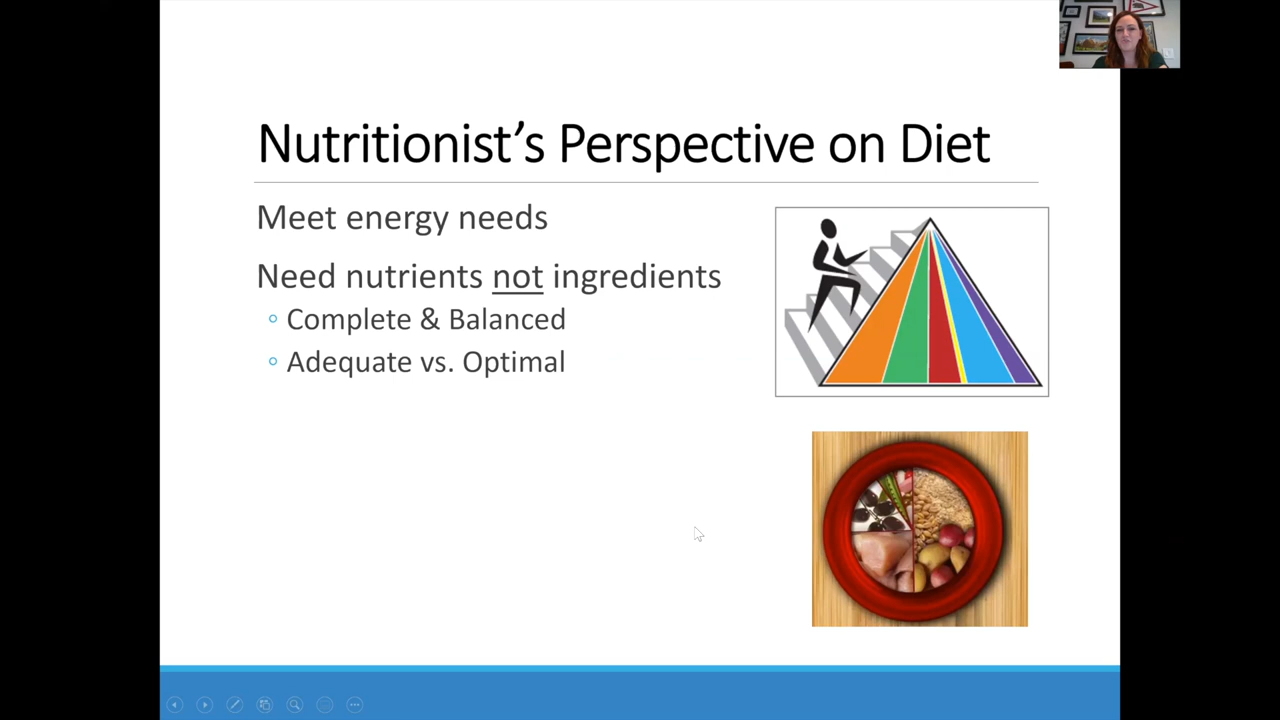 Nutritionist’s Perspective on Diet
Meet energy needs
Need nutrients not ingredients
Complete & Balanced
Adequate vs. Optimal